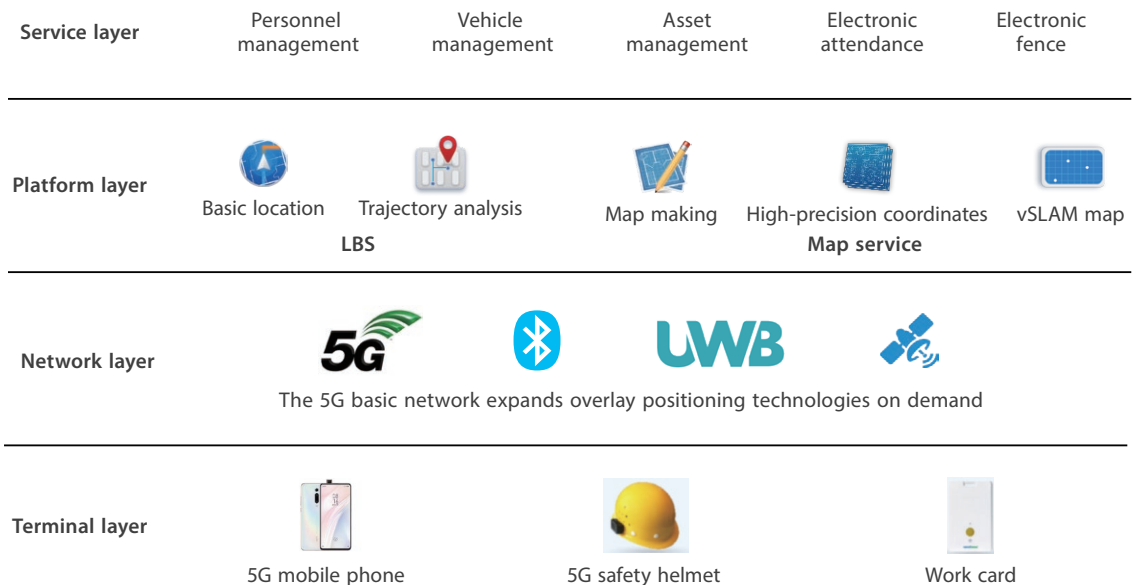 Service layer
Personnel
management
Vehicle
management
Asset
management
Electronic
attendance
Electronic
fence
Platform layer
Basic location
Trajectory analysis
Map making
High-precision coordinates
vSLAM map
LBS
Map service
Network layer
5G
UWB
The 5G basic network expands overlay positioning technologies on demand
Terminal layer
5G mobile phone
5G safety helmet
Work card